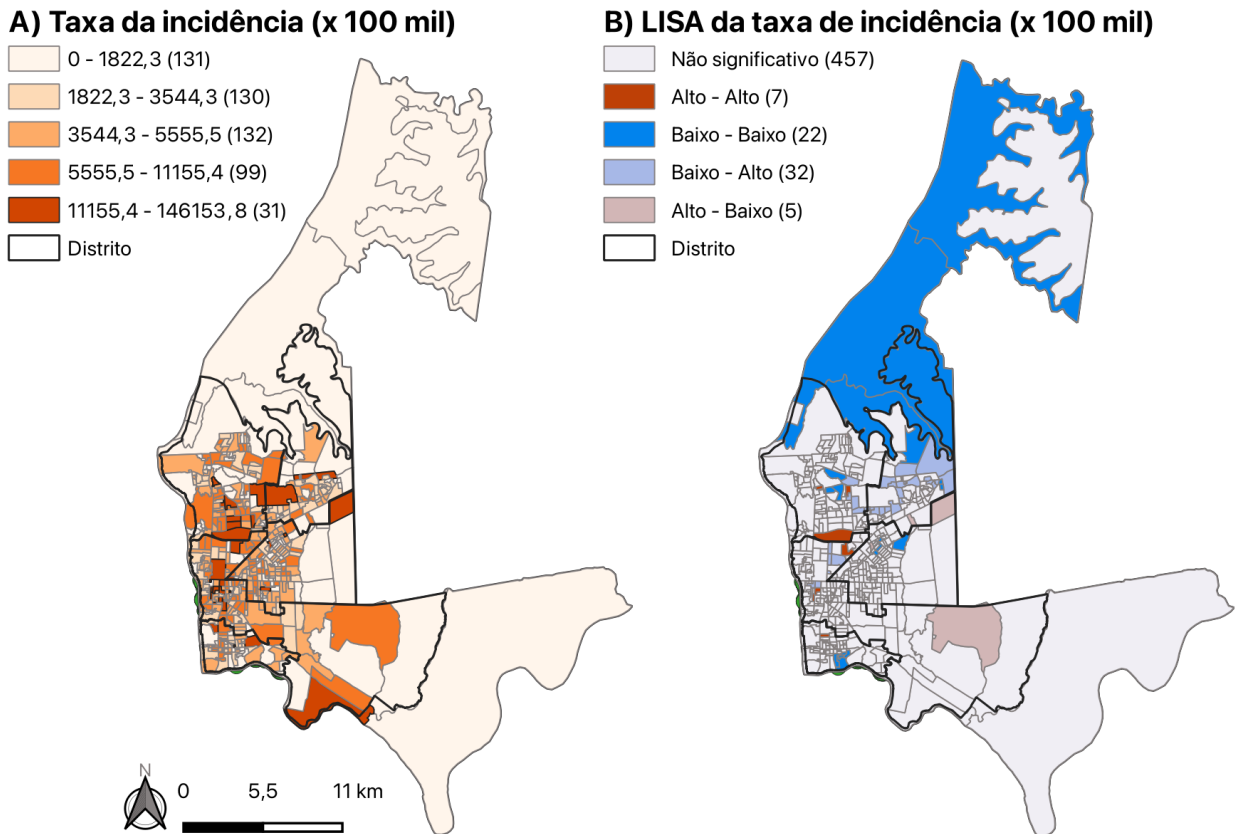 A) Taxa da incidência (x 100 mil)
0 - 1822,3 (131)
1822,3 - 3544,3 (130)
3544,3 - 5555,5 (132)
5555,5 - 11155,4 (99)
11155,4 - 146153,8 (31)
Distrito
B) LISA da taxa de incidência (x 100 mil)
Não significativo (457)
Alto - Alto (7)
Baixo - Baixo (22)
Baixo - Alto (32)
Alto - Baixo (5)
Distrito
N
0 5,5 11 km